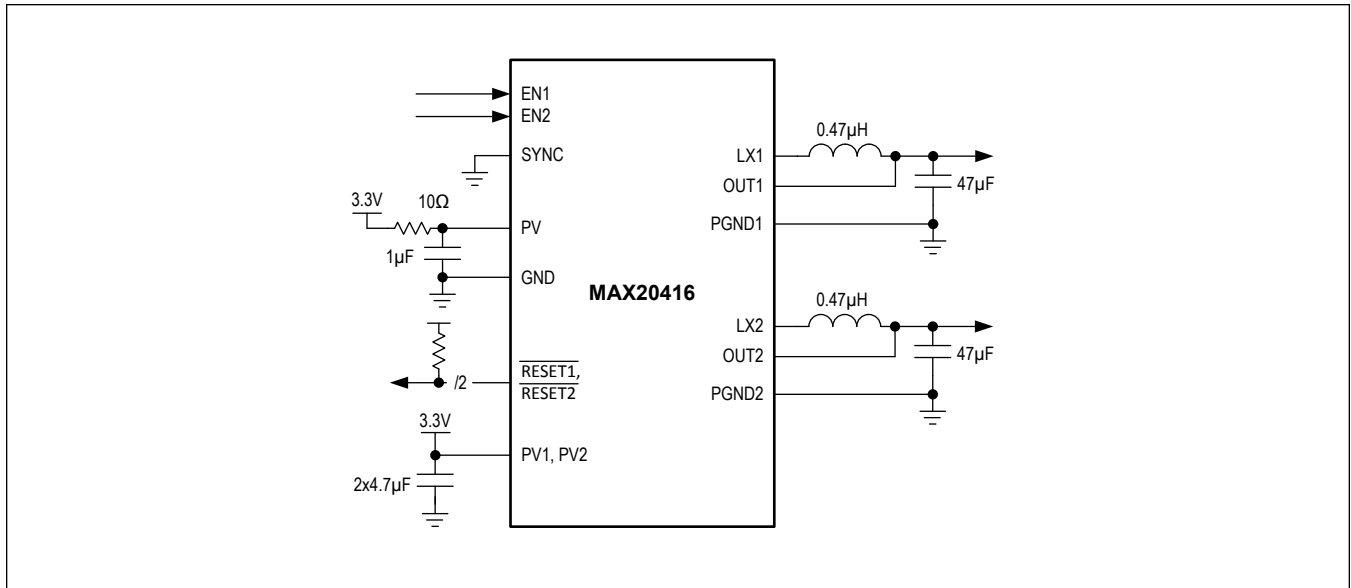 EN1
EN2
SYNC
3.3V
10Ω
PV
1µF
GND
MAX20416
/2
RESET1,
RESET2
3.3V
PV1, PV2
2x4.7µF
0.47µH
LX1
OUT1
47µF
PGND1
0.47µH
LX2
OUT2
47µF
PGND2